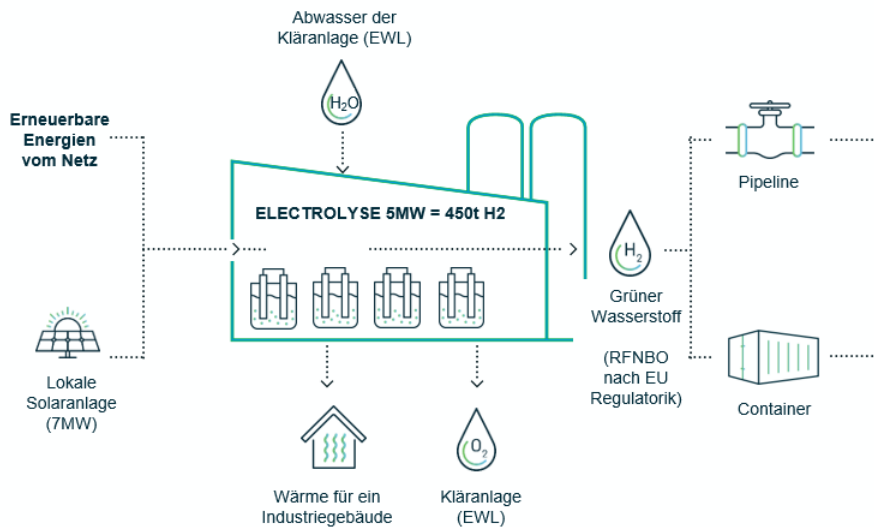 Abwasser der
Kläranlage (EWL)
H₂O
Erneuerbare
Energien
vom Netz
Pipeline
ELECTROLYSE 5MW = 450t H2
H₂
Grüner
Wasserstoff
(RFNBO
nach EU
Regulatorik)
Lokale
Solaranlage
(7MW)
Container
O₂
Wärme für ein
Industriegebäude
Kläranlage
(EWL)